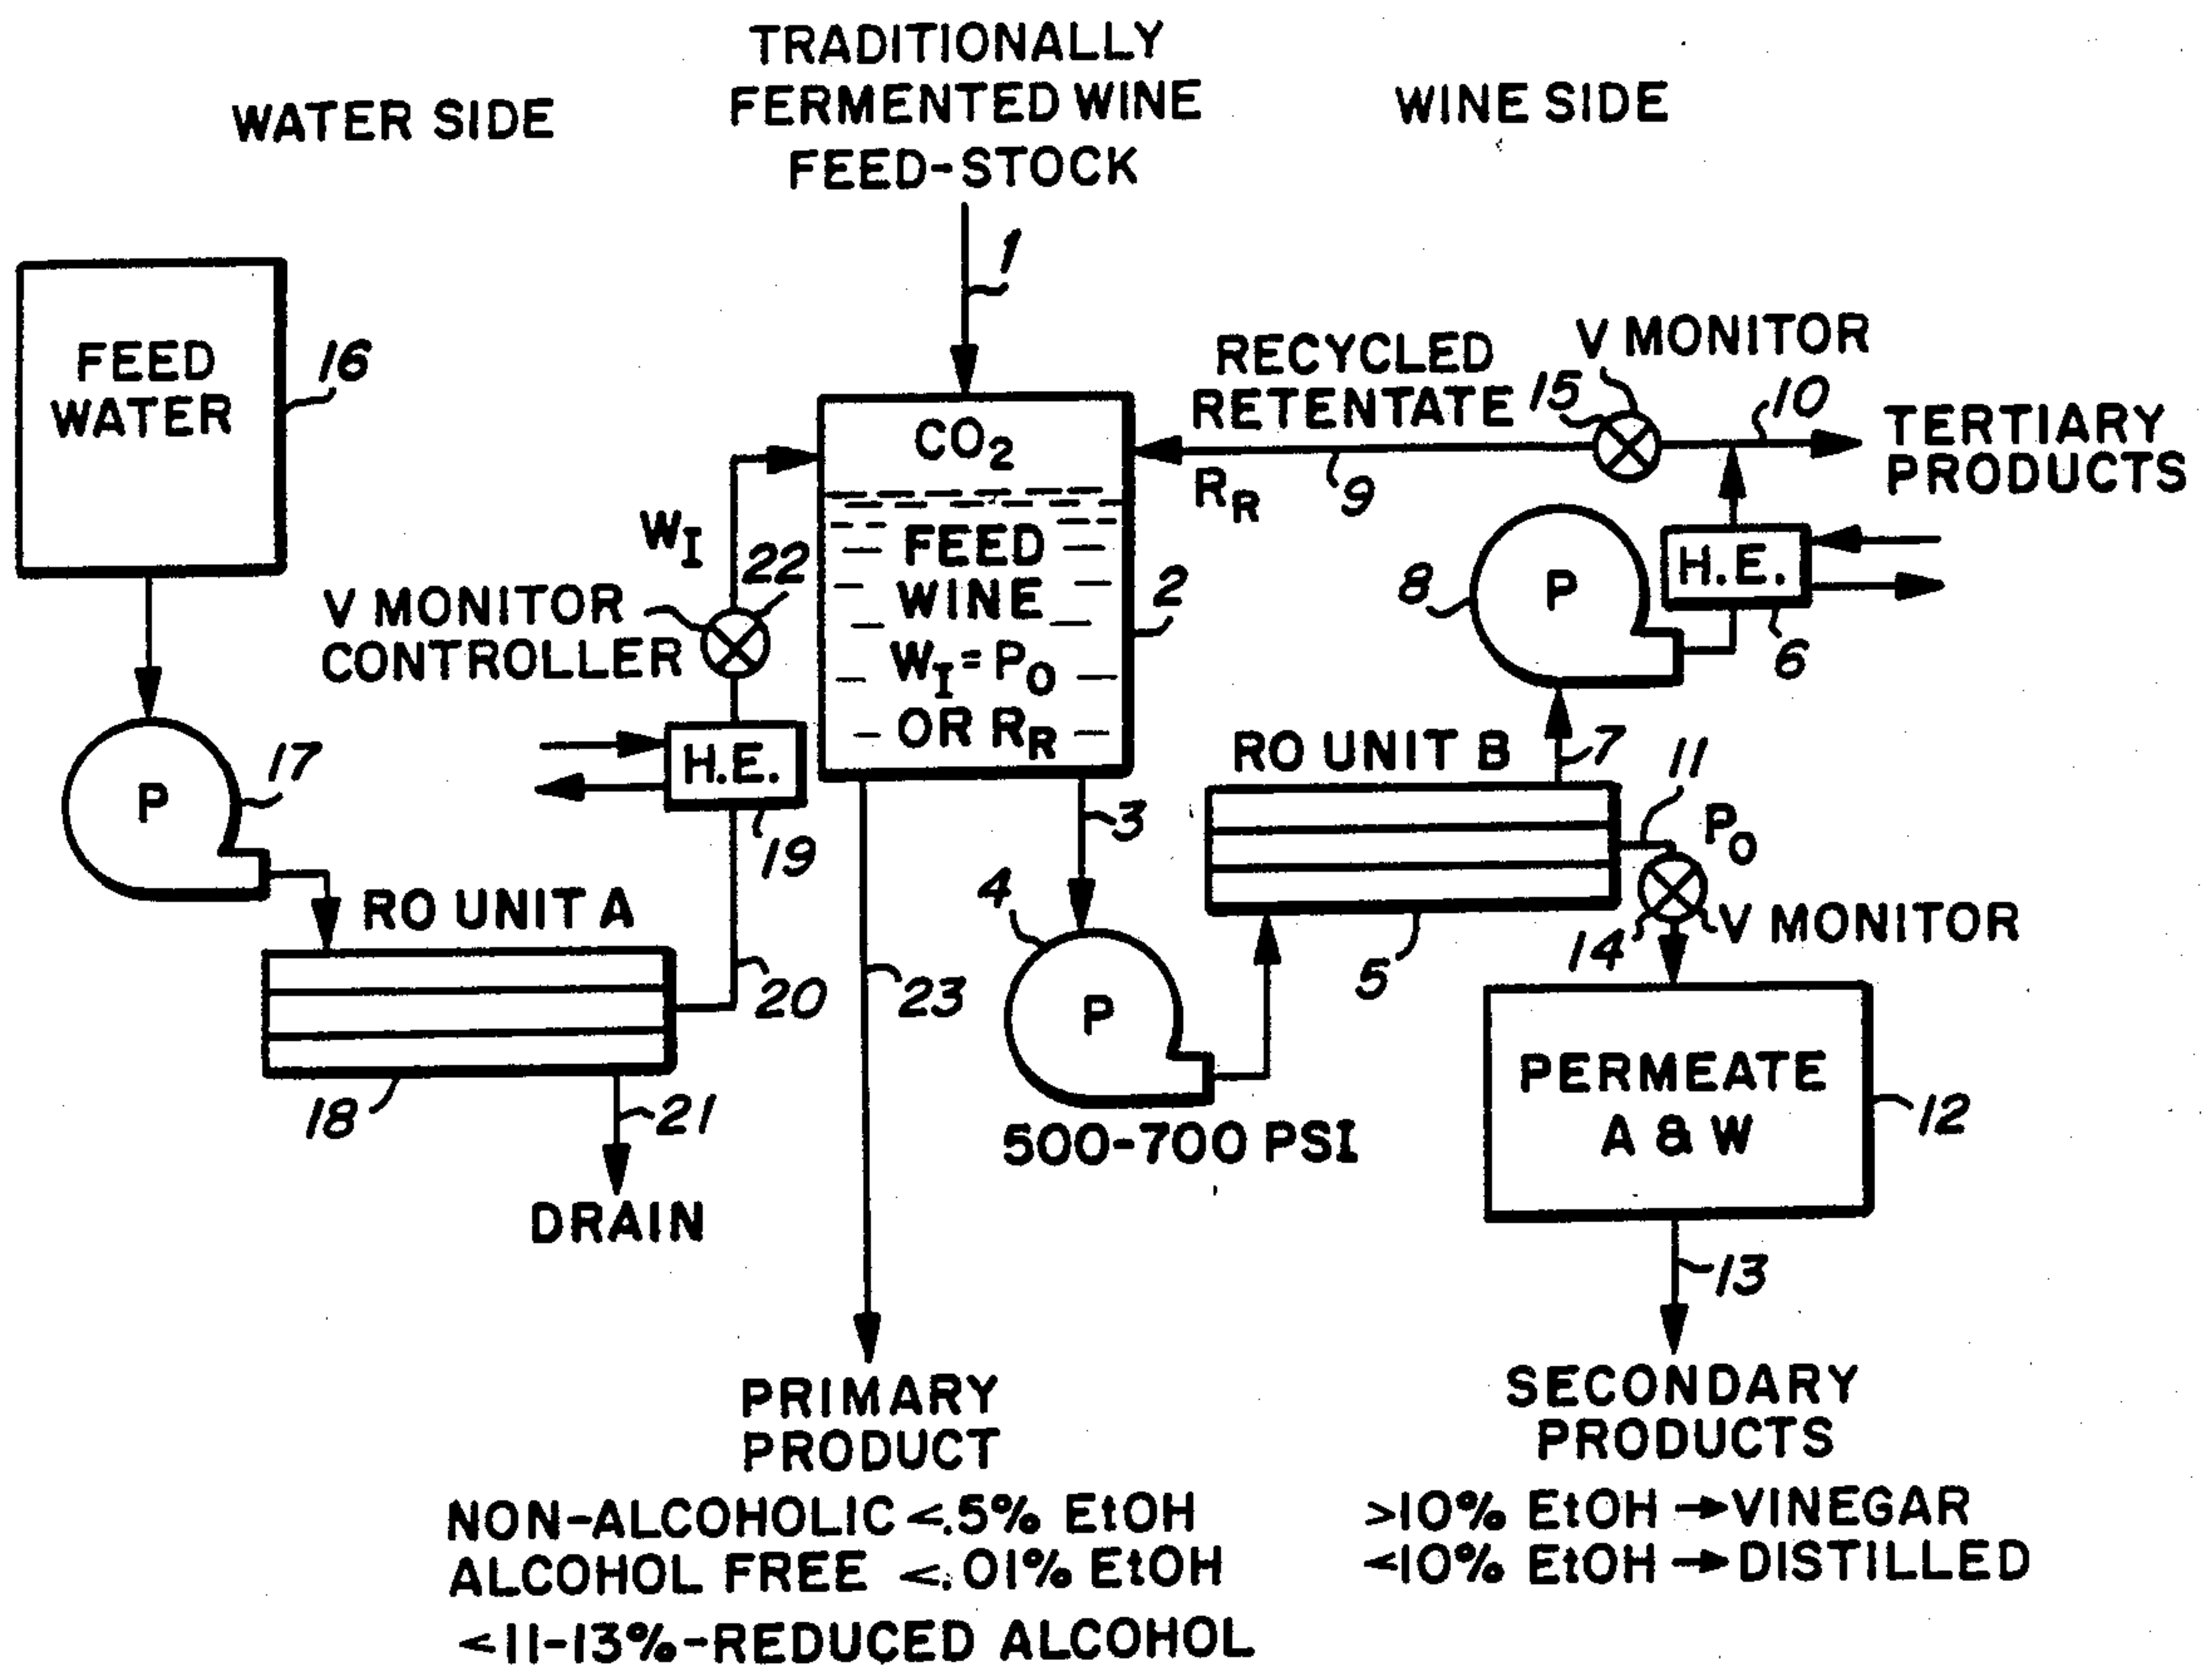 TRADITIONALLY
FERMENTED WINE
FEED-STOCK
WATER SIDE
WINE SIDE
1
FEED
WATER
16
CO2
RECYCLED
RETENTATE
V MONITOR
15
10
TERTIARY
PRODUCTS
RR
9
WI
22
V MONITOR
CONTROLLER
FEED
WINE
WI=PO
OR RR
2
8
P
H.E.
6
P
17
H.E.
19
3
RO UNIT B
7
11
PO
14
V MONITOR
5
4
P
500-700 PSI
RO UNIT A
20
23
18
21
DRAIN
PERMEATE
A & W
12
13
PRIMARY
PRODUCT
NON-ALCOHOLIC <.5% EtOH
ALCOHOL FREE <.01% EtOH
<11-13%-REDUCED ALCOHOL
SECONDARY
PRODUCTS
>10% EtOH → VINEGAR
<10% EtOH → DISTILLED